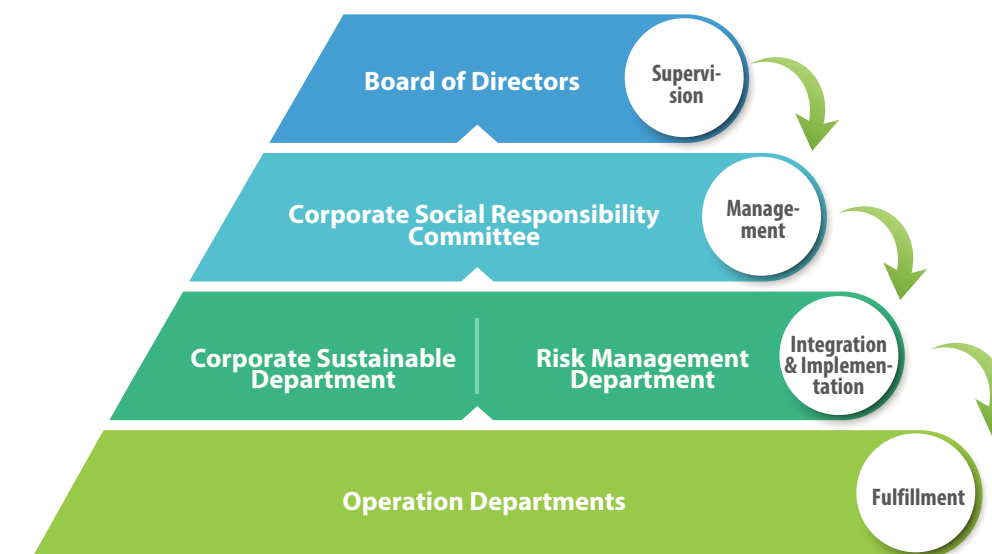 Board of Directors
Supervi-
sion
Corporate Social Responsibility
Committee
Manage-
ment
Corporate Sustainable
Department
Risk Management
Department
Integration
& Implemen-
tation
Operation Departments
Fulfillment